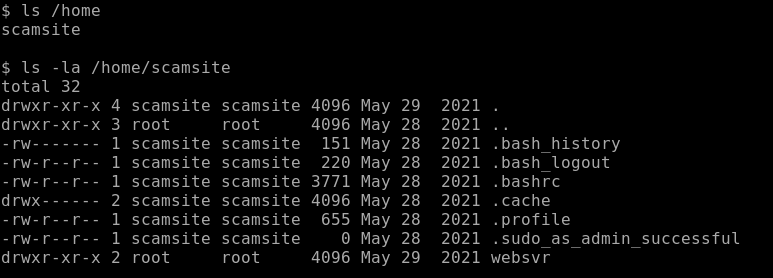 $ ls /home
scamsite
$ ls -la /home/scamsite
total 32
drwxr-xr-x 4 scamsite scamsite 4096 May 29  2021 .
drwxr-xr-x 3 root     root     4096 May 28  2021 ..
-rw------- 1 scamsite scamsite  151 May 28  2021 .bash_history
-rw-r--r-- 1 scamsite scamsite  220 May 28  2021 .bash_logout
-rw-r--r-- 1 scamsite scamsite 3771 May 28  2021 .bashrc
drwx------ 2 scamsite scamsite 4096 May 28  2021 .cache
-rw-r--r-- 1 scamsite scamsite  655 May 28  2021 .profile
-rw-r--r-- 1 scamsite scamsite    0 May 28  2021 .sudo_as_admin_successful
drwxr-xr-x 2 root     root     4096 May 29  2021 websvr